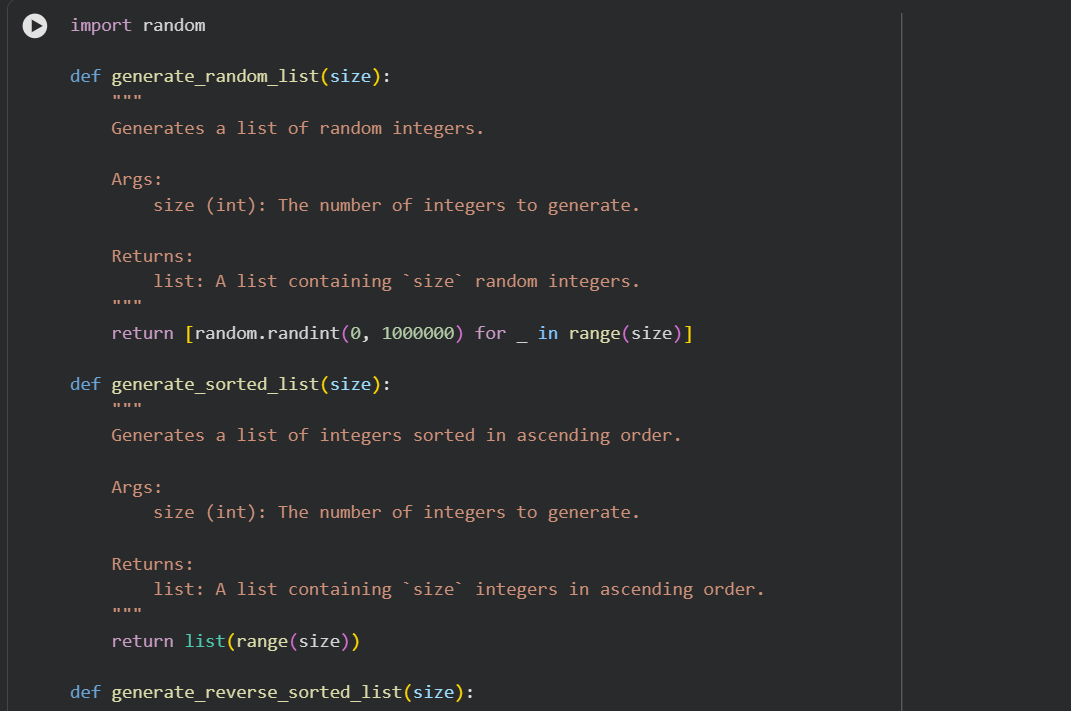 import random
def generate_random_list(size):
    """
    Generates a list of random integers.
    Args:
        size (int): The number of integers to generate.
    Returns:
        list: A list containing `size` random integers.
    """
    return [random.randint(0, 1000000) for _ in range(size)]
def generate_sorted_list(size):
    """
    Generates a list of integers sorted in ascending order.
    Args:
        size (int): The number of integers to generate.
    Returns:
        list: A list containing `size` integers in ascending order.
    """
    return list(range(size))
def generate_reverse_sorted_list(size):